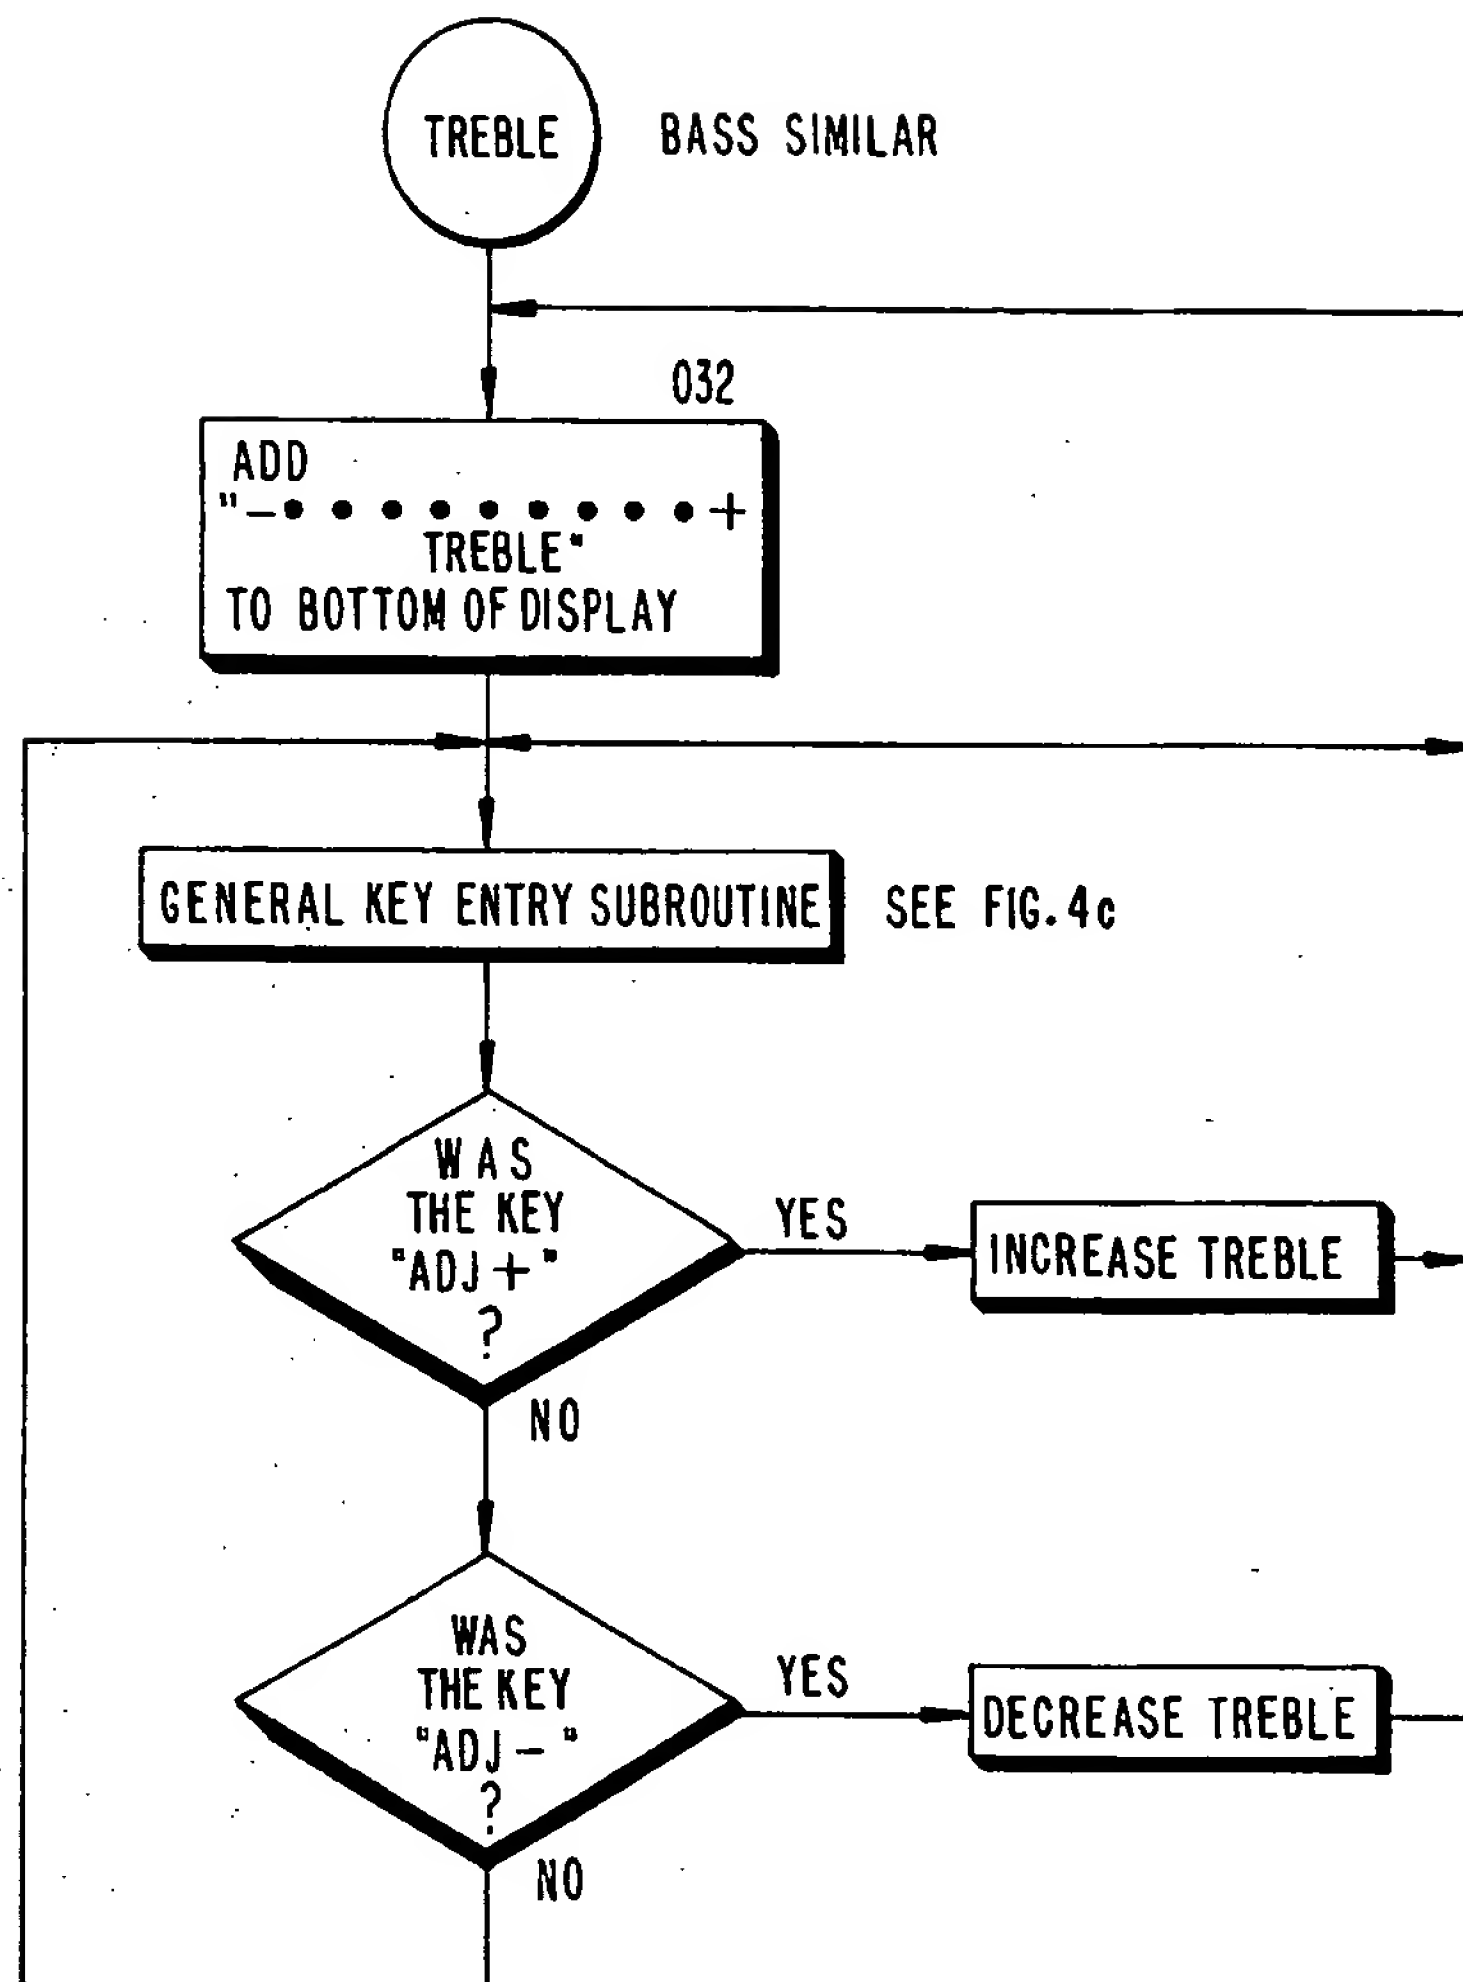 TREBLE
BASS SIMILAR
032
ADD
"-● ● ● ● ● ● ● ● ●+
TREBLE"
TO BOTTOM OF DISPLAY
GENERAL KEY ENTRY SUBROUTINE
SEE FIG. 4c
WAS
THE KEY
"ADJ+"
?
YES
INCREASE TREBLE
NO
WAS
THE KEY
"ADJ-"
?
YES
DECREASE TREBLE
NO